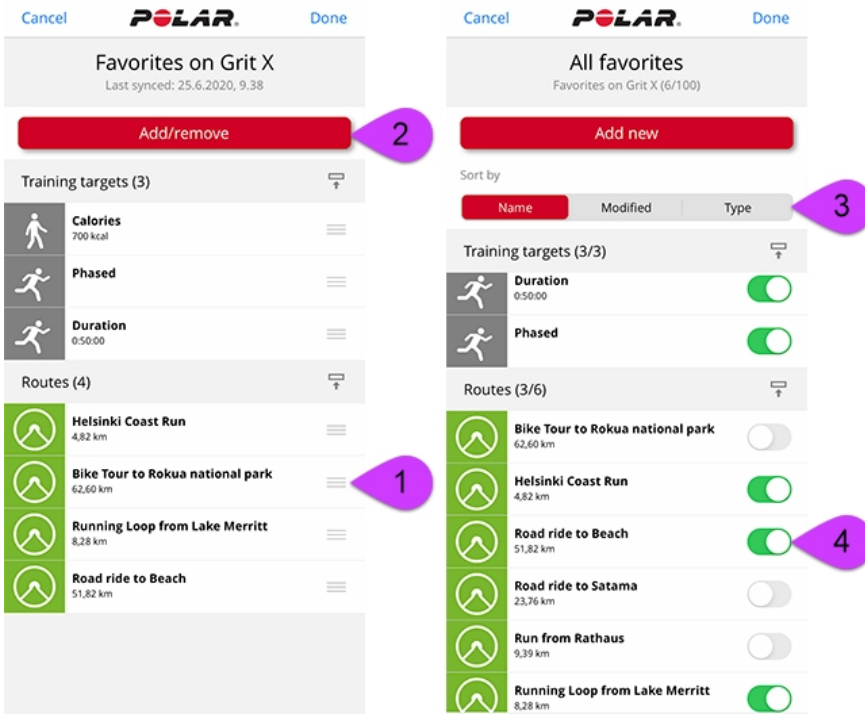 Cancel
POLAR.
Done
Favorites on Grit X
Last synced: 25.6.2020, 9.38
Add/remove
2
Training targets (3)
Calories
700 kcal
Phased
Duration
0:50:00
Routes (4)
Helsinki Coast Run
4,82 km
Bike Tour to Rokua national park
62,60 km
1
Running Loop from Lake Merritt
8,28 km
Road ride to Beach
51,82 km
Cancel
POLAR.
Done
All favorites
Favorites on Grit X (6/100)
Add new
Sort by
Name Modified Type
3
Training targets (3/3)
Duration
0:50:00
Phased
Routes (3/6)
Bike Tour to Rokua national park
62,60 km
Helsinki Coast Run
4,82 km
Road ride to Beach
51,82 km
4
Road ride to Satama
23,76 km
Run from Rathaus
9,39 km
Running Loop from Lake Merritt
8,28 km